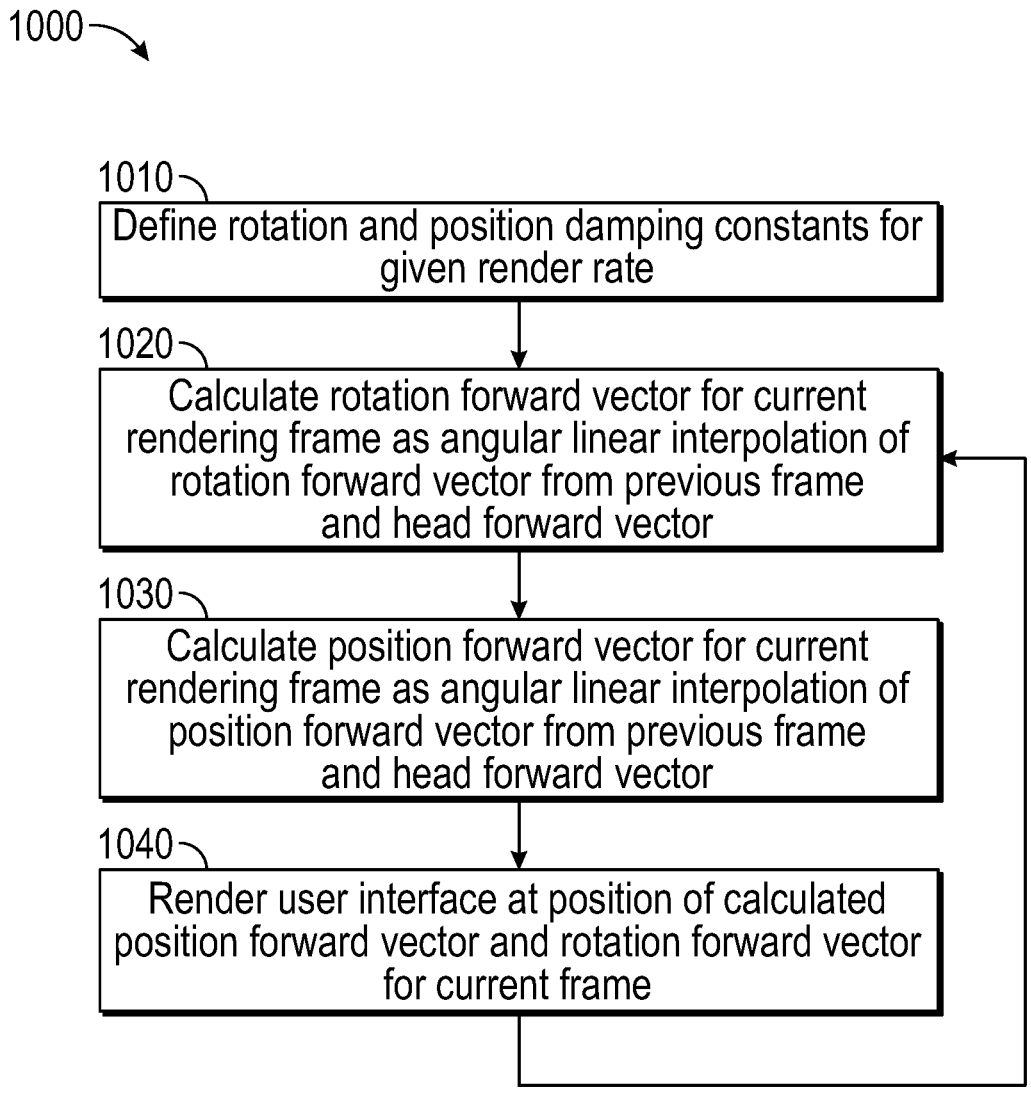 1000
1010
Define rotation and position damping constants for
given render rate
1020
Calculate rotation forward vector for current
rendering frame as angular linear interpolation of
rotation forward vector from previous frame
and head forward vector
1030
Calculate position forward vector for current
rendering frame as angular linear interpolation of
position forward vector from previous frame
and head forward vector
1040
Render user interface at position of calculated
position forward vector and rotation forward vector
for current frame